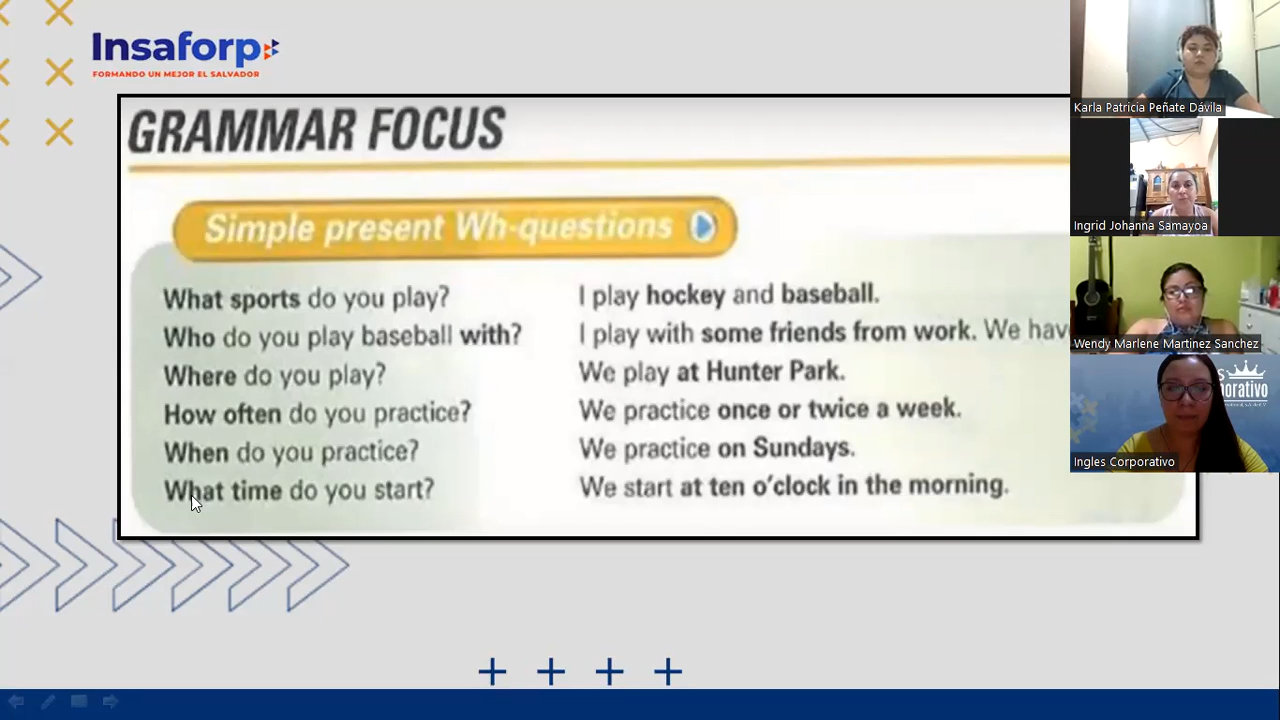 Insaforp
FORMANDO UN MEJOR EL SALVADOR
GRAMMAR FOCUS
Simple present Wh-questions
What sports do you play? I play hockey and baseball.
Who do you play baseball with? I play with some friends from work. We hav
Where do you play? We play at Hunter Park.
How often do you practice? We practice once or twice a week.
When do you practice? We practice on Sundays.
What time do you start? We start at ten o'clock in the morning.
Karla Patricia Peñate Dávila
Ingrid Johanna Samayoa
Wendy Marlene Martinez Sanchez
Ingles Corporativo